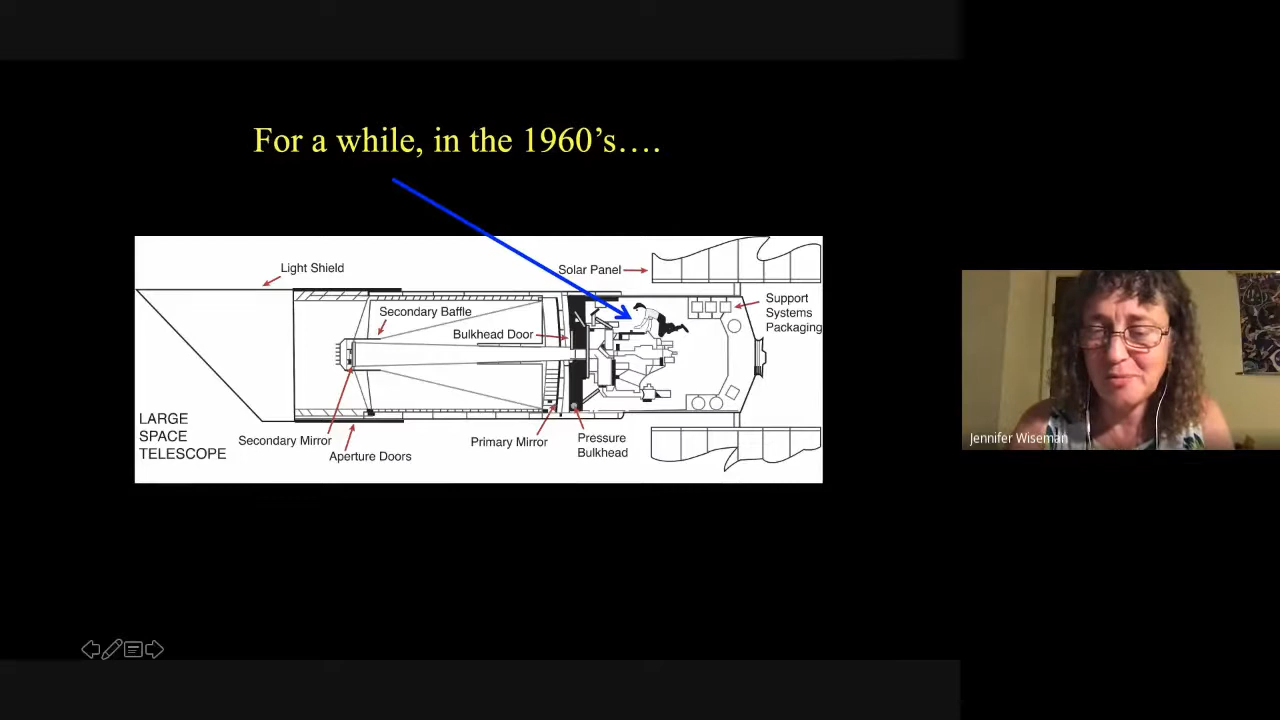 For a while, in the 1960’s….
Light Shield
Solar Panel
Secondary Baffle
Support
Systems
Packaging
Bulkhead Door
LARGE
SPACE
TELESCOPE
Secondary Mirror
Aperture Doors
Primary Mirror
Pressure
Bulkhead
Jennifer Wiseman